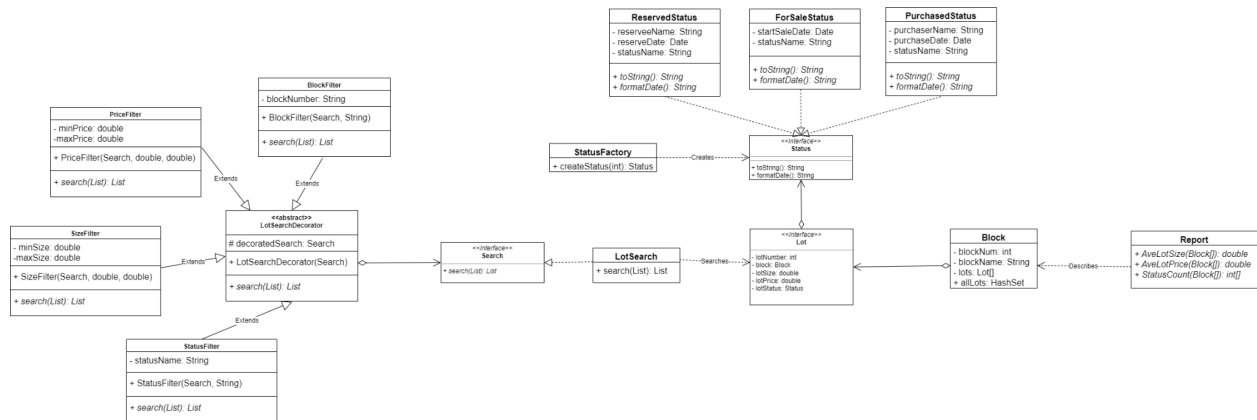 ReservedStatus
- reserveeName: String
- reserveDate: Date
- statusName: String
+ toString(): String
+ formatDate(): String
ForSaleStatus
- startSaleDate: Date
- statusName: String
+ toString(): String
+ formatDate(): String
PurchasedStatus
- purchaserName: String
- purchaseDate: Date
- statusName: String
+ toString(): String
+ formatDate(): String
BlockFilter
- blockNumber: String
+ BlockFilter(Search, String)
+ search(List): List
PriceFilter
- minPrice: double
-maxPrice: double
+ PriceFilter(Search, double, double)
+ search(List): List
StatusFactory
+ createStatus(int): Status
Creates
<<interface>>
Status
+ toString(): String
+ formatDate(): String
Extends
Extends
SizeFilter
- minSize: double
-maxSize: double
+ SizeFilter(Search, double, double)
+ search(List): List
Extends
<<abstract>>
LotSearchDecorator
# decoratedSearch: Search
+ LotSearchDecorator(Search)
+ search(List): List
<<interface>>
Search
+ search(List): List
LotSearch
+ search(List): List
Searches
<<interface>>
Lot
- lotNumber: int
- block: Block
- lotSize: double
- lotPrice: double
- lotStatus: Status
Block
- blockNum: int
- blockName: String
- lots: Lot[]
+ allLots: HashSet
Describes
Report
+ AveLotSize(Block[]): double
+ AveLotPrice(Block[]): double
+ StatusCount(Block[]): int[]
Extends
StatusFilter
- statusName: String
+ StatusFilter(Search, String)
+ search(List): List